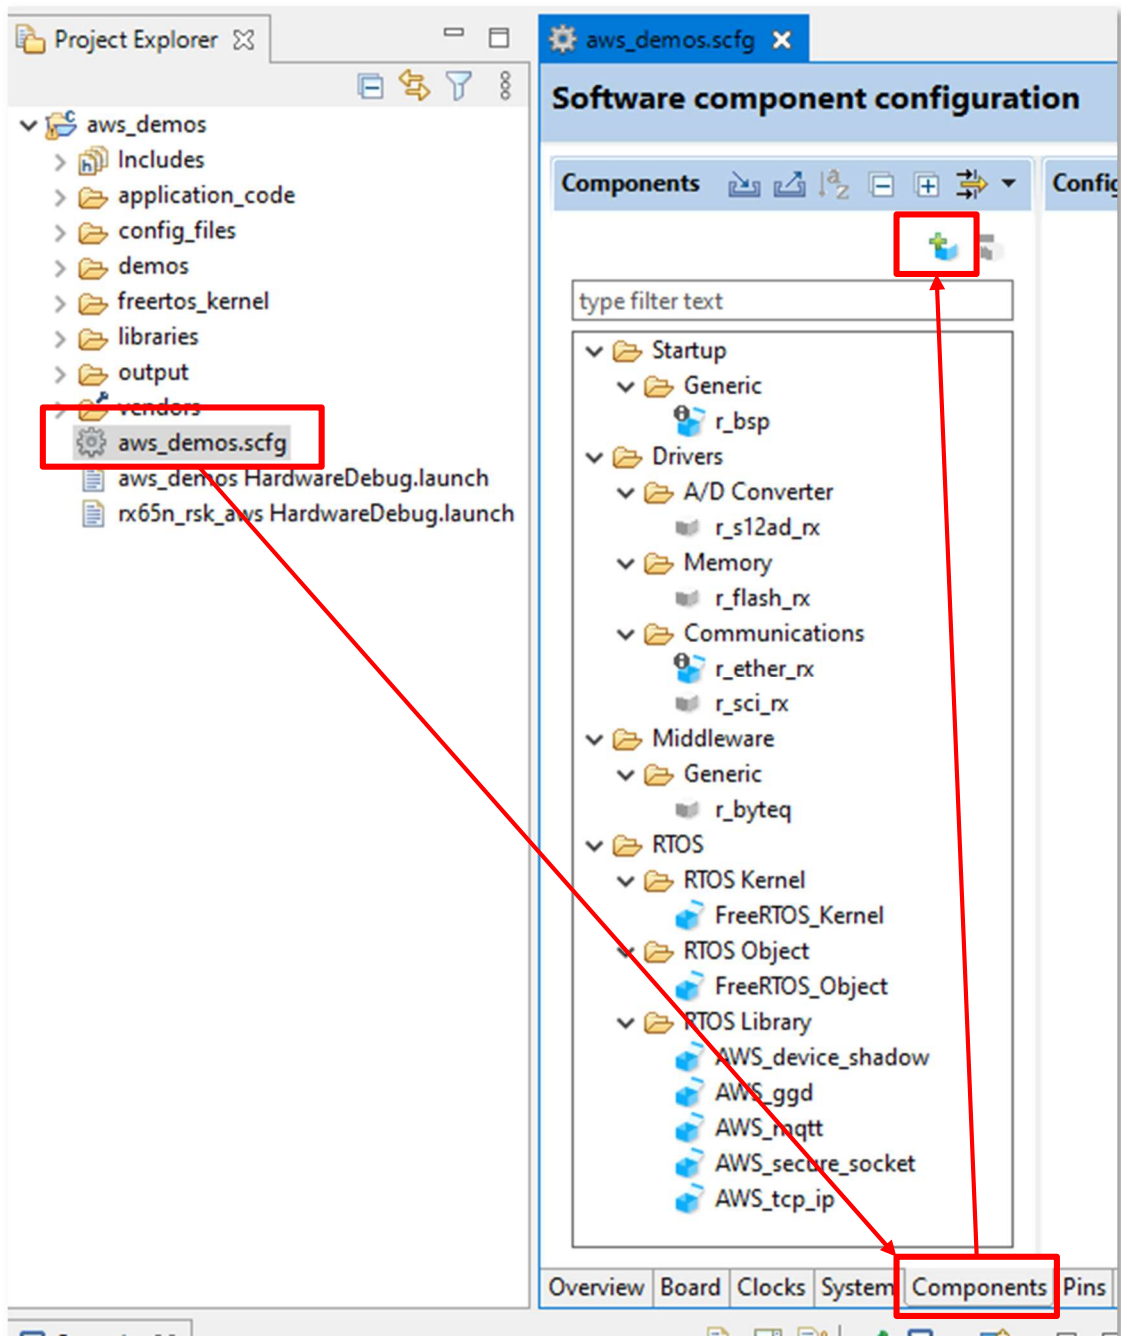 Project Explorer
aws_demos
Includes
application_code
config_files
demos
freertos_kernel
libraries
output
vendors
aws_demos.scfg
aws_demos HardwareDebug.launch
rx65n_rsk_aws HardwareDebug.launch
aws_demos.scfg
Software component configuration
Components
type filter text
Startup
Generic
r_bsp
Drivers
A/D Converter
r_s12ad_rx
Memory
r_flash_rx
Communications
r_ether_rx
r_sci_rx
Middleware
Generic
r_byteq
RTOS
RTOS Kernel
FreeRTOS_Kernel
RTOS Object
FreeRTOS_Object
RTOS Library
AWS_device_shadow
AWS_ggd
AWS_mqtt
AWS_secure_socket
AWS_tcp_ip
Overview Board Clocks System Components Pins